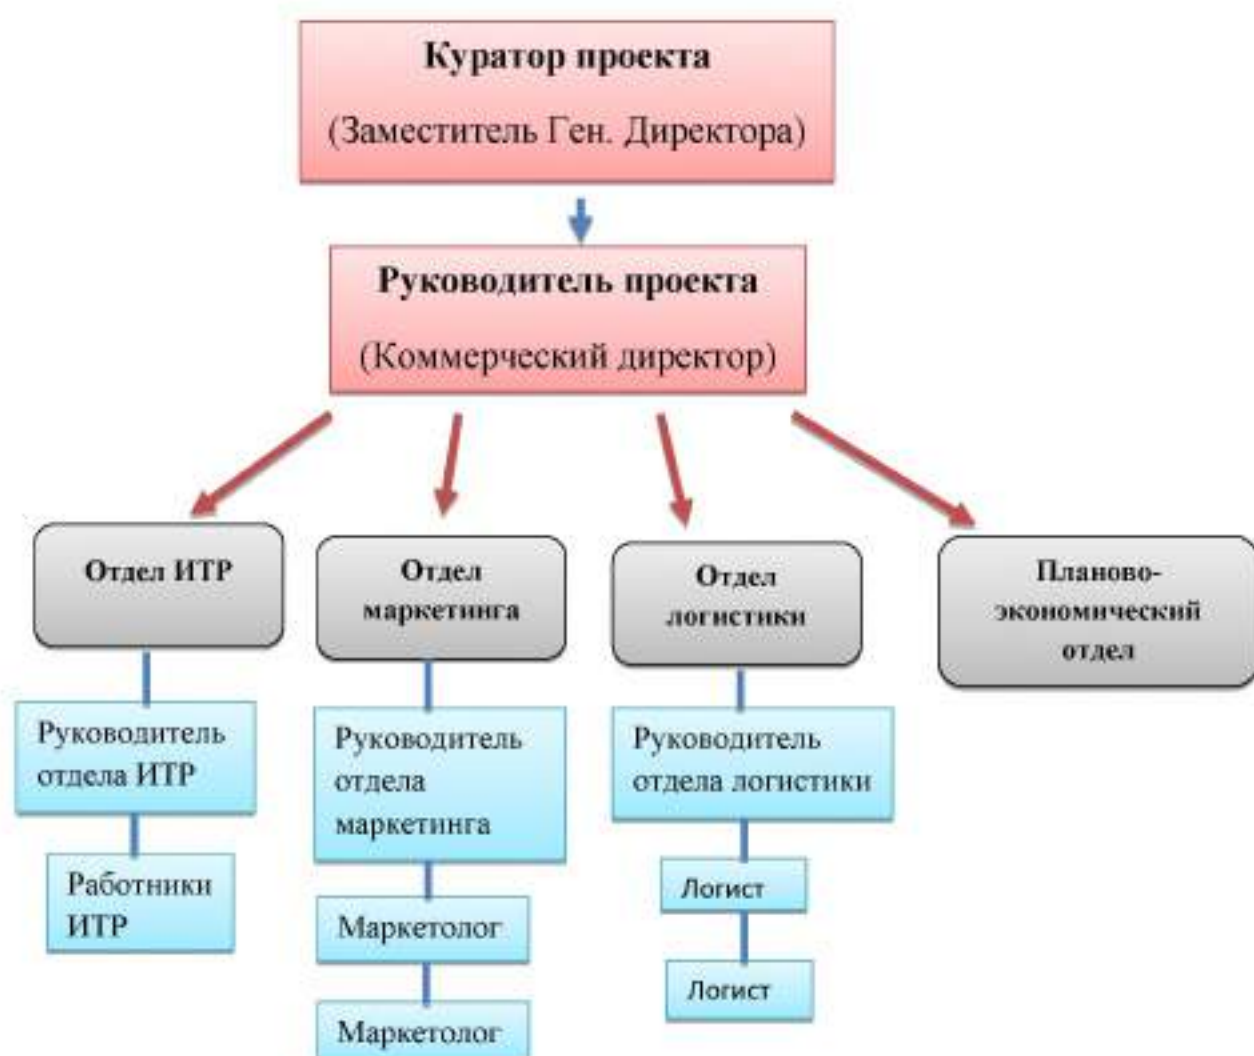 Куратор проекта
(Заместитель Ген. Директора)
Руководитель проекта
(Коммерческий директор)
Отдел ИТР
Отдел
маркетинга
Отдел
логистики
Планово-
экономический
отдел
Руководитель
отдела ИТР
Работники
ИТР
Руководитель
отдела
маркетинга
Маркетолог
Маркетолог
Руководитель
отдела логистики
Логист
Логист